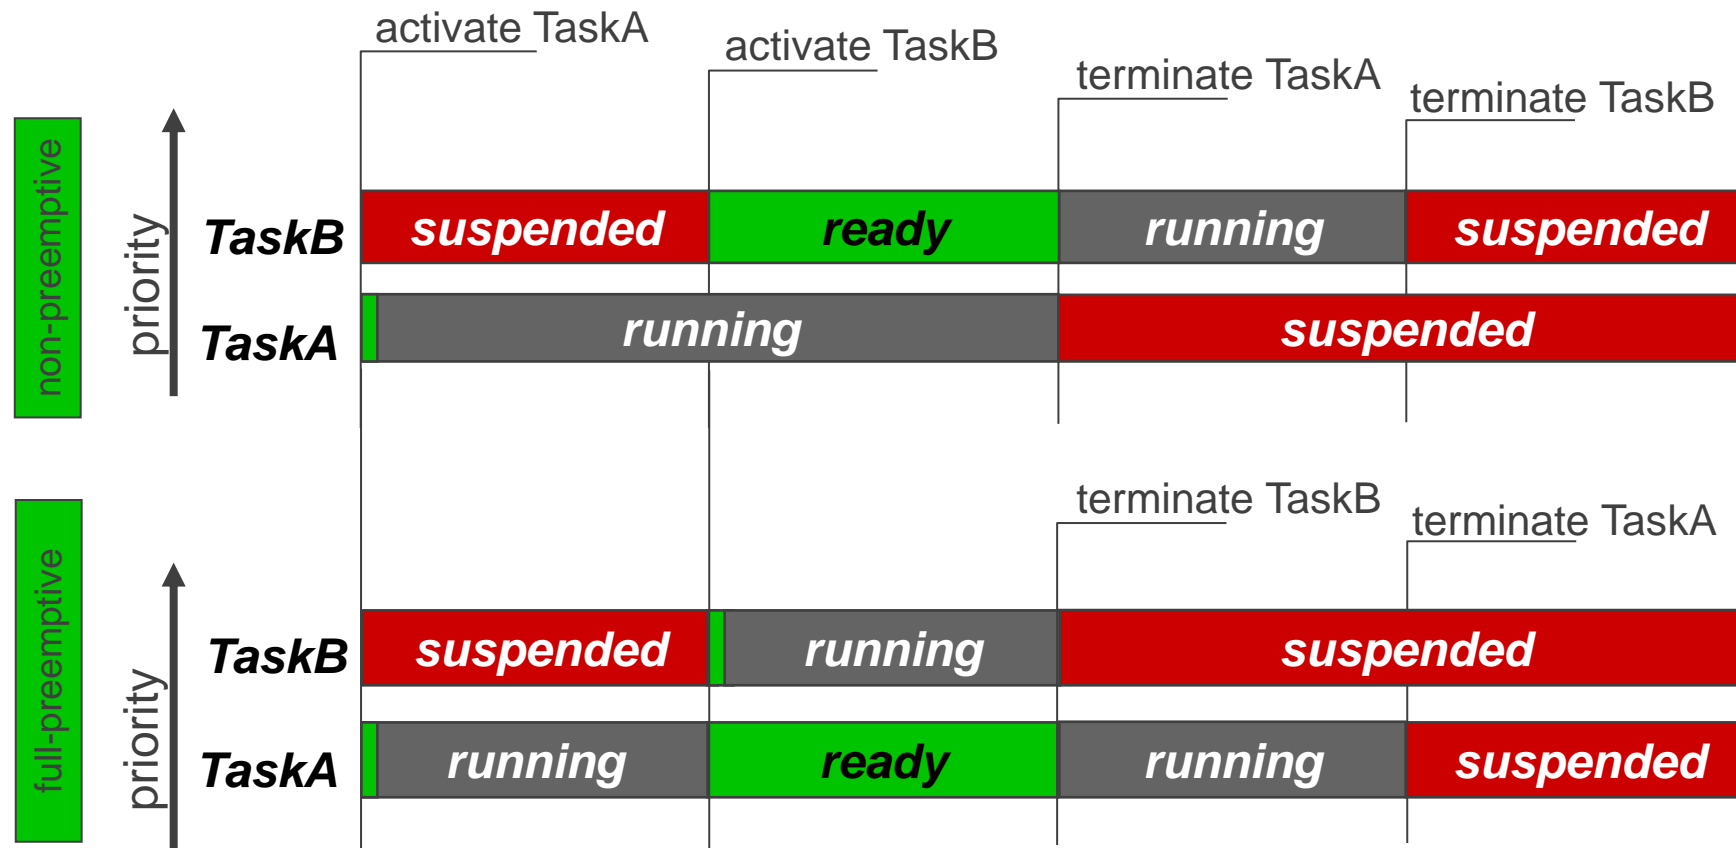 activate TaskA
activate TaskB
terminate TaskA
terminate TaskB
non-preemptive
priority
TaskB
suspended
ready
running
suspended
TaskA
running
suspended
terminate TaskB
terminate TaskA
full-preemptive
priority
TaskB
suspended
running
suspended
TaskA
running
ready
running
suspended